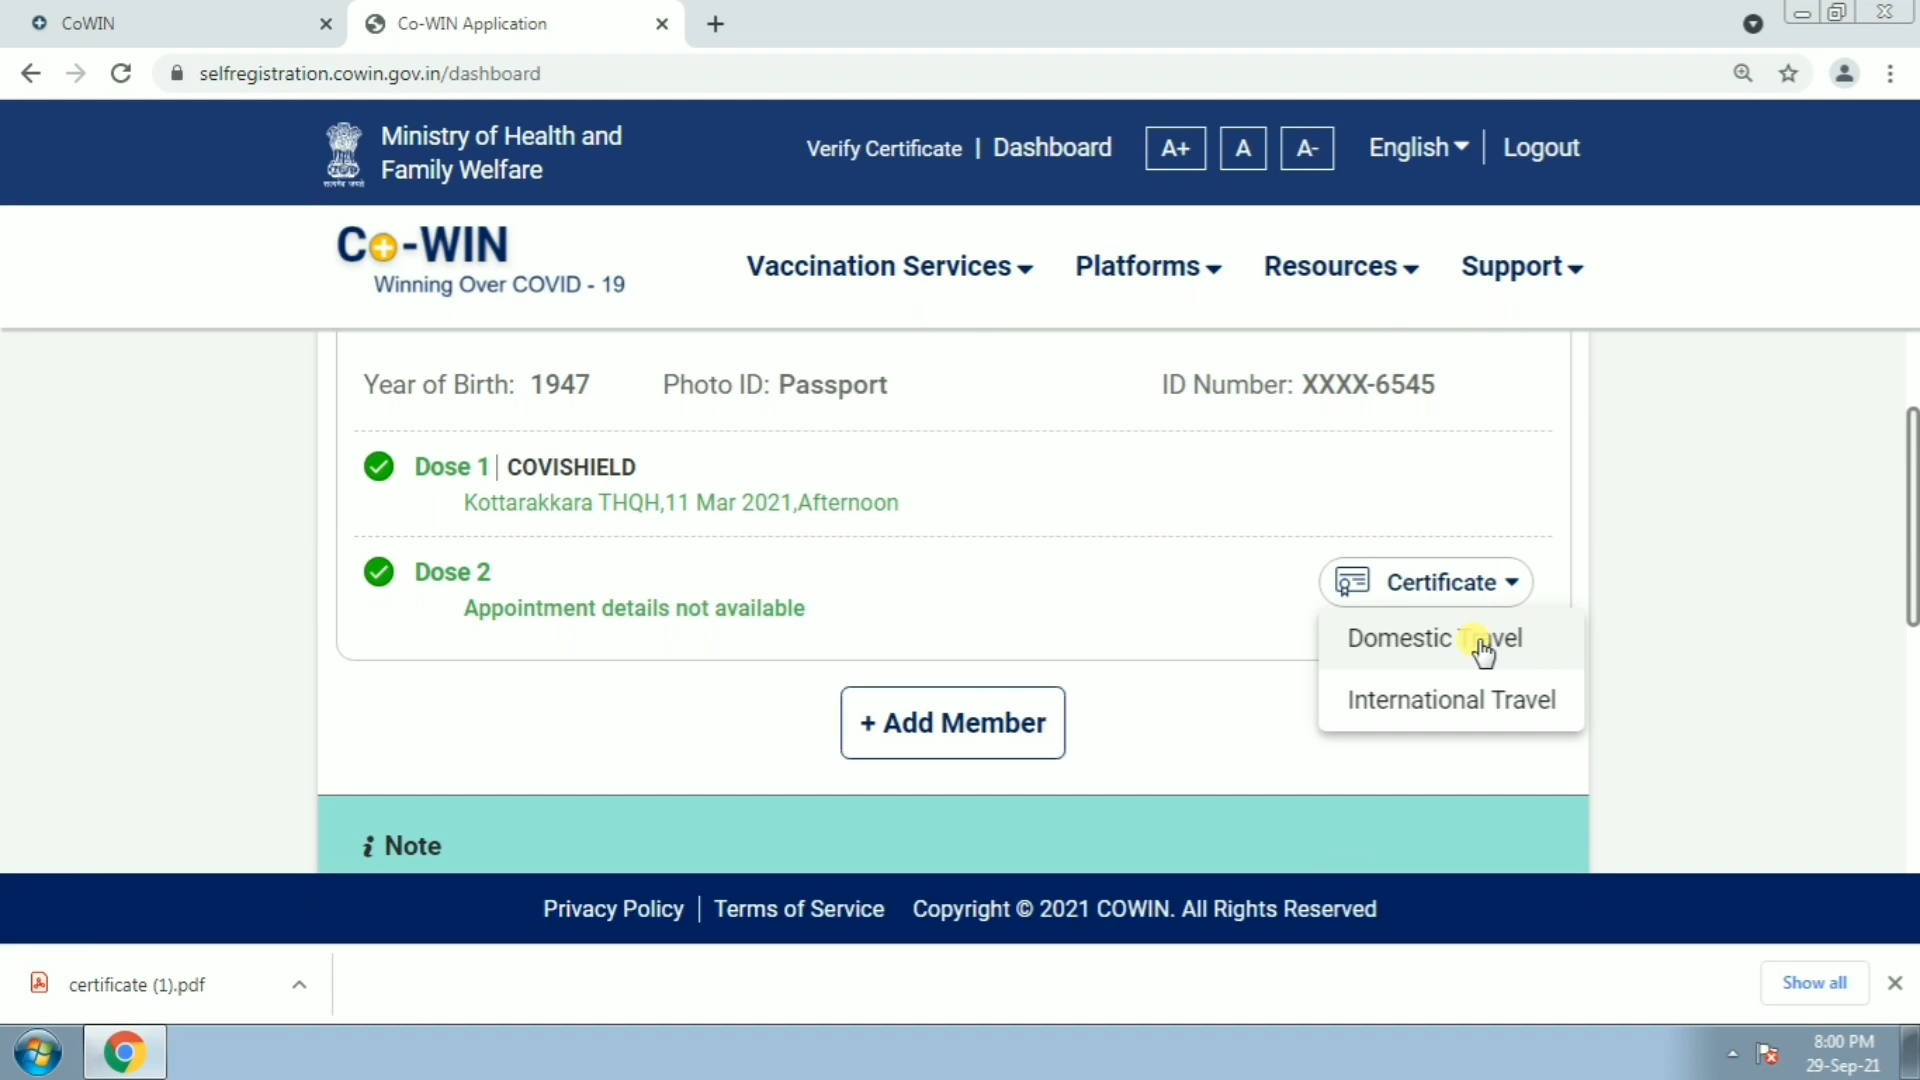 CoWIN
Co-WIN Application
selfregistration.cowin.gov.in/dashboard
Ministry of Health and
Family Welfare
सत्यमेव जयते
Verify Certificate | Dashboard
A+ A A-
English
Logout
Co-WIN
Winning Over COVID - 19
Vaccination Services
Platforms
Resources
Support
Year of Birth: 1947 Photo ID: Passport ID Number: XXXX-6545
Dose 1 | COVISHIELD
Kottarakkara THQH,11 Mar 2021,Afternoon
Dose 2
Appointment details not available
Certificate
Domestic Travel
International Travel
+ Add Member
i Note
Privacy Policy | Terms of Service Copyright © 2021 COWIN. All Rights Reserved
certificate (1).pdf
Show all
8:00 PM
29-Sep-21